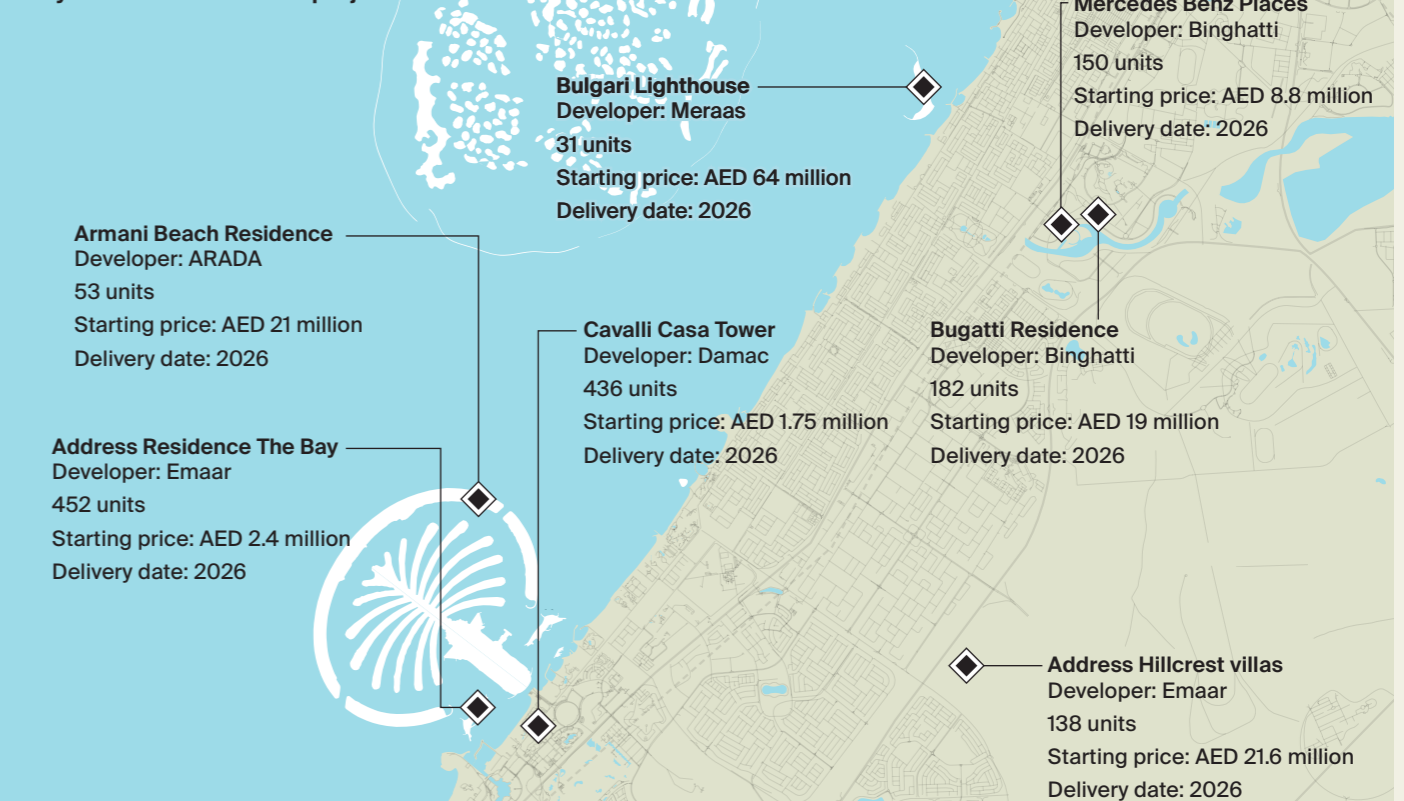 Mercedes Benz Places
Developer: Binghatti
150 units
Starting price: AED 8.8 million
Delivery date: 2026
Bulgari Lighthouse
Developer: Meraas
31 units
Starting price: AED 64 million
Delivery date: 2026
Armani Beach Residence
Developer: ARADA
53 units
Starting price: AED 21 million
Delivery date: 2026
Cavalli Casa Tower
Developer: Damac
436 units
Starting price: AED 1.75 million
Delivery date: 2026
Bugatti Residence
Developer: Binghatti
182 units
Starting price: AED 19 million
Delivery date: 2026
Address Residence The Bay
Developer: Emaar
452 units
Starting price: AED 2.4 million
Delivery date: 2026
Address Hillcrest villas
Developer: Emaar
138 units
Starting price: AED 21.6 million
Delivery date: 2026